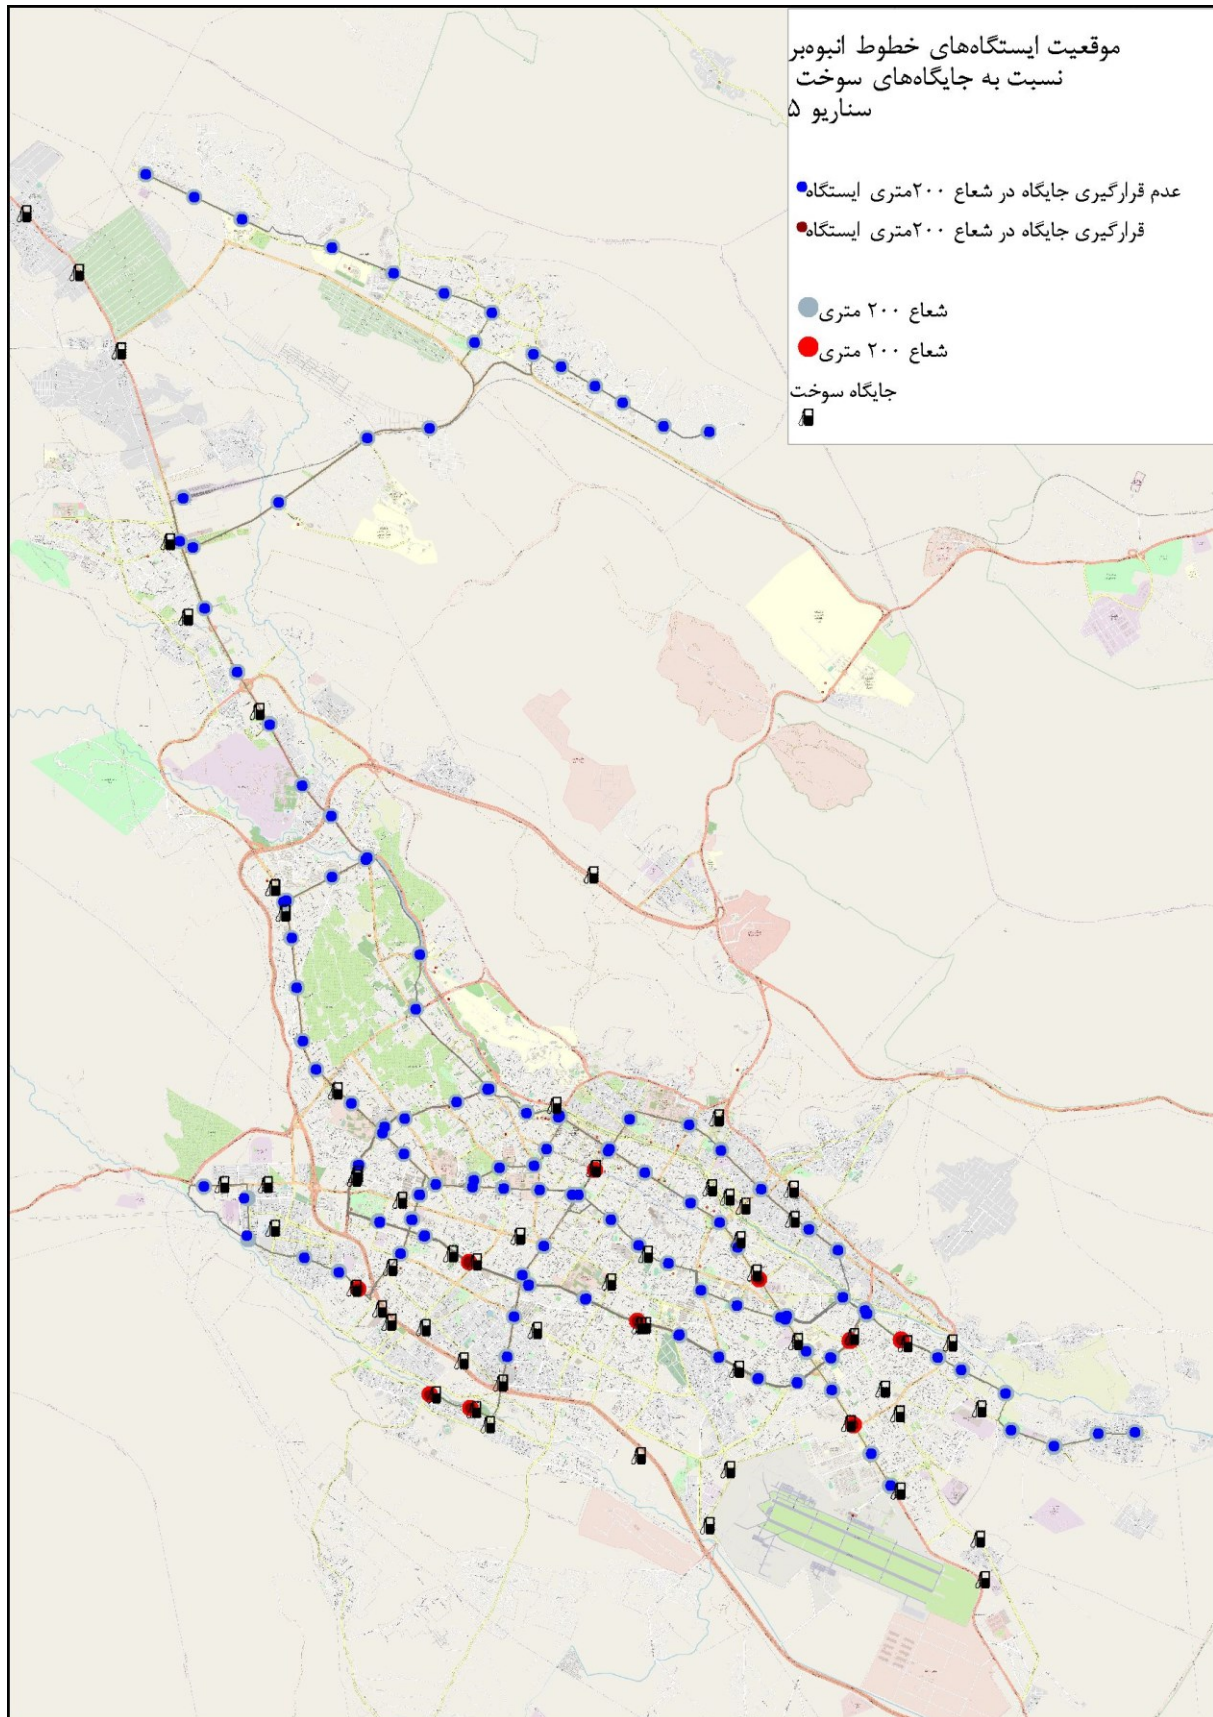 موقعیت ایستگاه‌های خطوط انبوه‌بر
نسبت به جایگاه‌های سوخت
سناریو ۵
عدم قرارگیری جایگاه در شعاع ۲۰۰متری ایستگاه
قرارگیری جایگاه در شعاع ۲۰۰متری ایستگاه
شعاع ۲۰۰ متری
شعاع ۲۰۰ متری
جایگاه سوخت